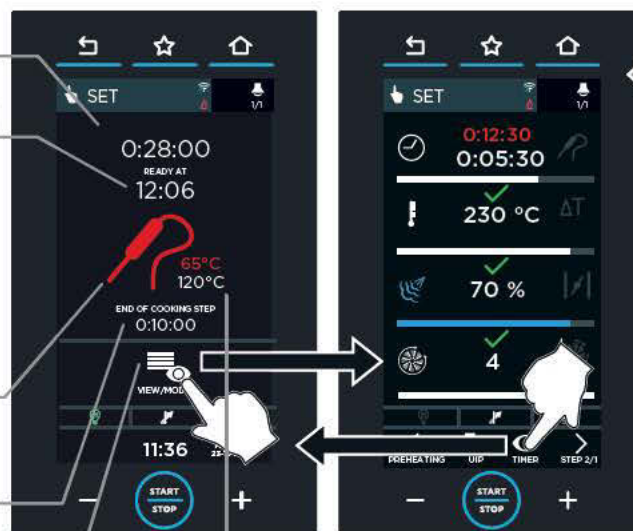 SET
1/1
0:28:00
READY AT
12:06
65°C
120°C
END OF COOKING STEP
0:10:00
VIEW/MOD
11:36
23-
START
STOP
- +
SET
1/1
0:12:30
0:05:30
230 °C
ΔT
70 %
4
PREHEATING
UIP
TIMER
STEP 2/1
START
STOP
- +